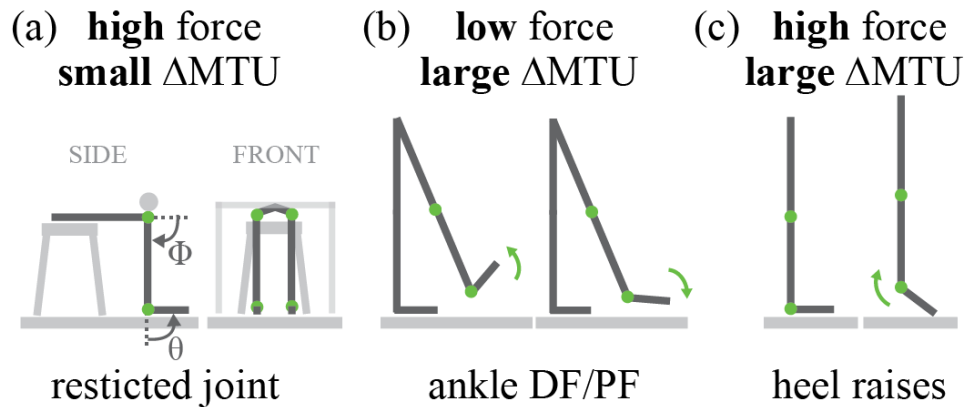 (a) high force
small ΔMTU
(b) low force
large ΔMTU
(c) high force
large ΔMTU
SIDE
FRONT
Φ
θ
resticted joint
ankle DF/PF
heel raises